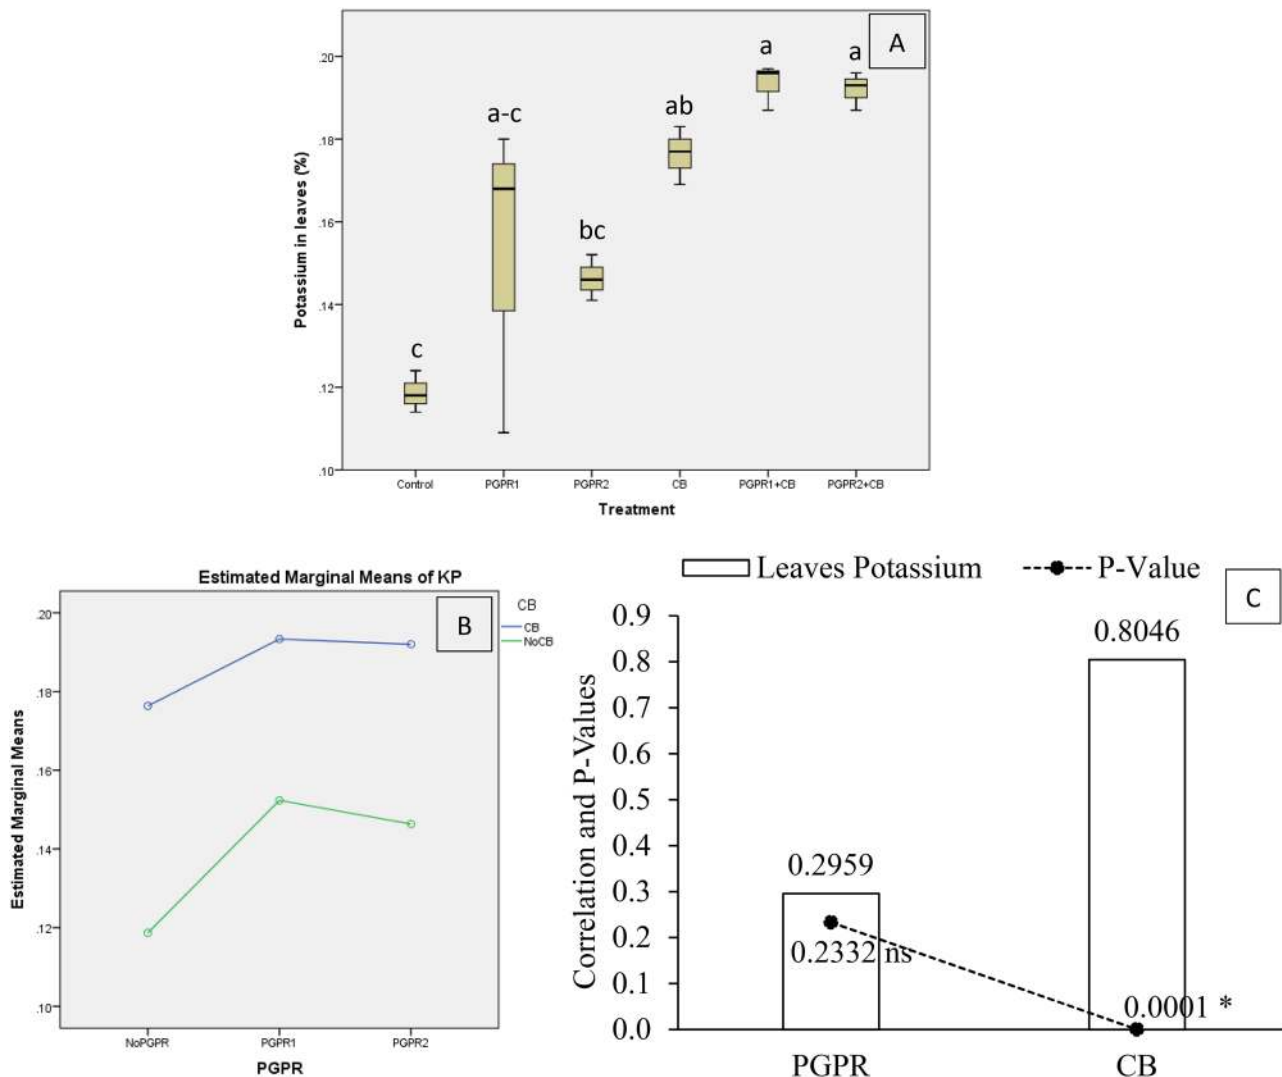 A
Potassium in leaves (%)
.20
.18
.16
.14
.12
.10
c
a-c
bc
ab
a
a
Control PGPR1 PGPR2 CB PGPR1+CB PGPR2+CB
Treatment
Estimated Marginal Means of KP
B
CB
CB
NoCB
Estimated Marginal Means
.20
.18
.16
.14
.12
.10
NoPGPR PGPR1 PGPR2
PGPR
Leaves Potassium P-Value
C
Correlation and P-Values
0.9
0.8
0.7
0.6
0.5
0.4
0.3
0.2
0.1
0.0
0.8046
0.2959
0.2332 ns
0.0001 *
PGPR CB